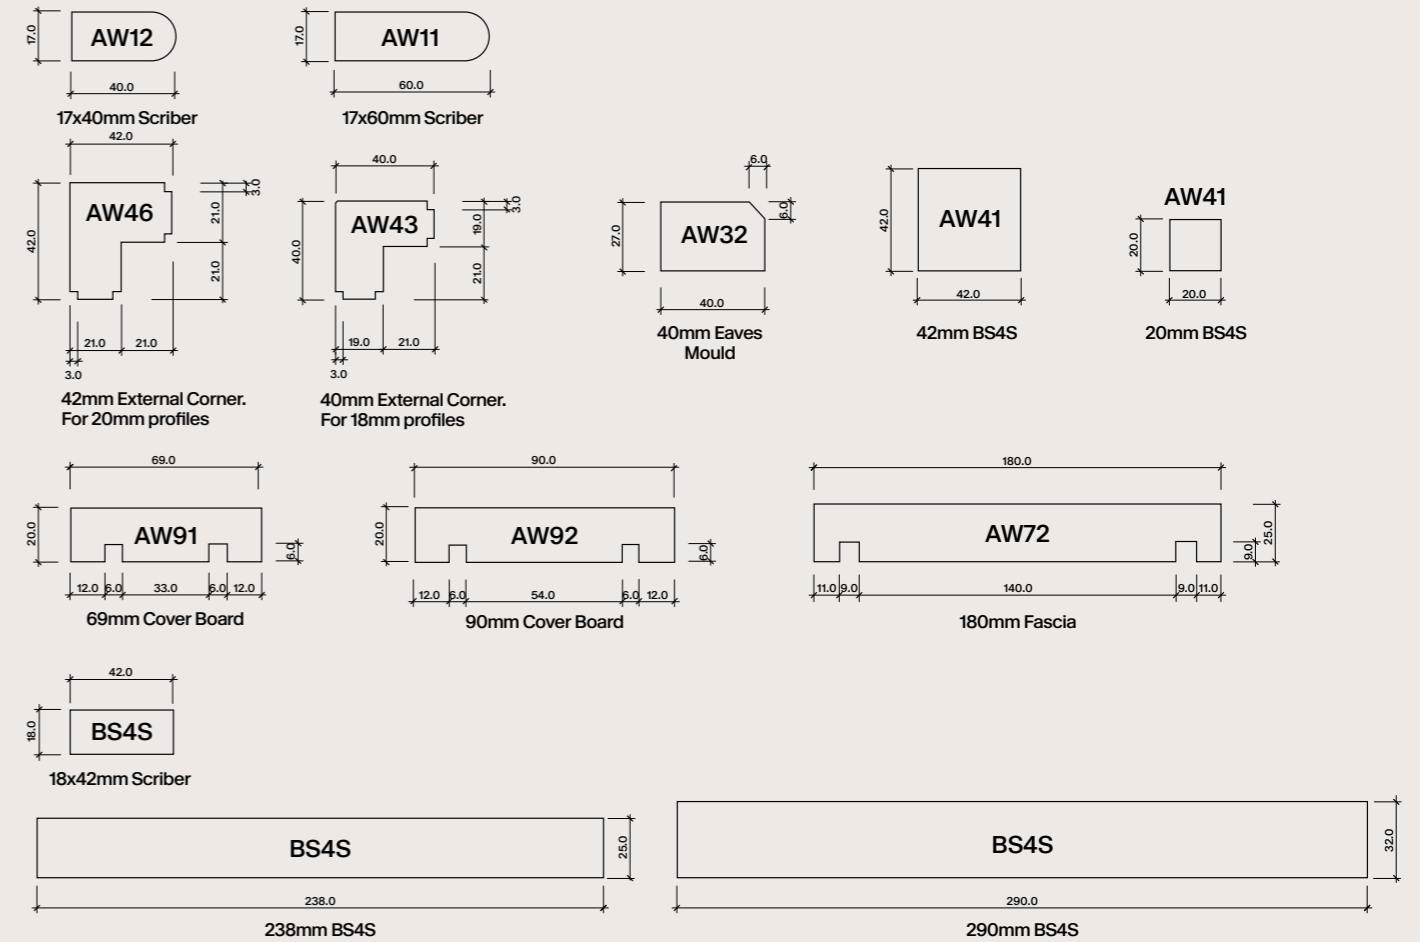 17.0
AW12
40.0
17x40mm Scriber
17.0
AW11
60.0
17x60mm Scriber
42.0
42.0
AW46
3.0
21.0
21.0
21.0
21.0
3.0
42mm External Corner.
For 20mm profiles
40.0
40.0
AW43
3.0
19.0
21.0
19.0
21.0
3.0
40mm External Corner.
For 18mm profiles
6.0
27.0
AW32
6.0
40.0
40mm Eaves
Mould
42.0
AW41
42.0
42mm BS4S
AW41
20.0
20.0
20mm BS4S
69.0
20.0
AW91
6.0
12.0 6.0 33.0 6.0 12.0
69mm Cover Board
90.0
20.0
AW92
6.0
12.0 6.0 54.0 6.0 12.0
90mm Cover Board
180.0
AW72
9.0
25.0
11.0 9.0 140.0 9.0 11.0
180mm Fascia
42.0
18.0
BS4S
18x42mm Scriber
BS4S
25.0
238.0
238mm BS4S
BS4S
32.0
290.0
290mm BS4S